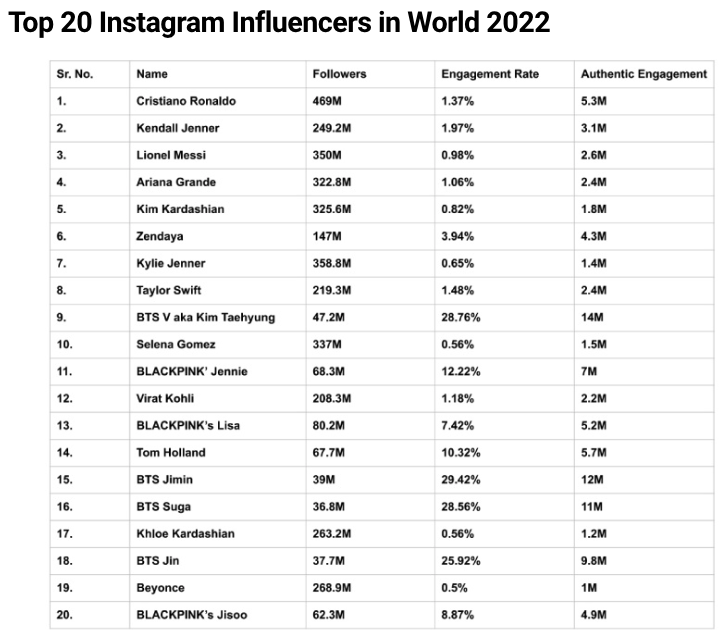 Top 20 Instagram Influencers in World 2022
Sr. No. Name Followers Engagement Rate Authentic Engagement
1. Cristiano Ronaldo 469M 1.37% 5.3M
2. Kendall Jenner 249.2M 1.97% 3.1M
3. Lionel Messi 350M 0.98% 2.6M
4. Ariana Grande 322.8M 1.06% 2.4M
5. Kim Kardashian 325.6M 0.82% 1.8M
6. Zendaya 147M 3.94% 4.3M
7. Kylie Jenner 358.8M 0.65% 1.4M
8. Taylor Swift 219.3M 1.48% 2.4M
9. BTS V aka Kim Taehyung 47.2M 28.76% 14M
10. Selena Gomez 337M 0.56% 1.5M
11. BLACKPINK’ Jennie 68.3M 12.22% 7M
12. Virat Kohli 208.3M 1.18% 2.2M
13. BLACKPINK’s Lisa 80.2M 7.42% 5.2M
14. Tom Holland 67.7M 10.32% 5.7M
15. BTS Jimin 39M 29.42% 12M
16. BTS Suga 36.8M 28.56% 11M
17. Khloe Kardashian 263.2M 0.56% 1.2M
18. BTS Jin 37.7M 25.92% 9.8M
19. Beyonce 268.9M 0.5% 1M
20. BLACKPINK’s Jisoo 62.3M 8.87% 4.9M